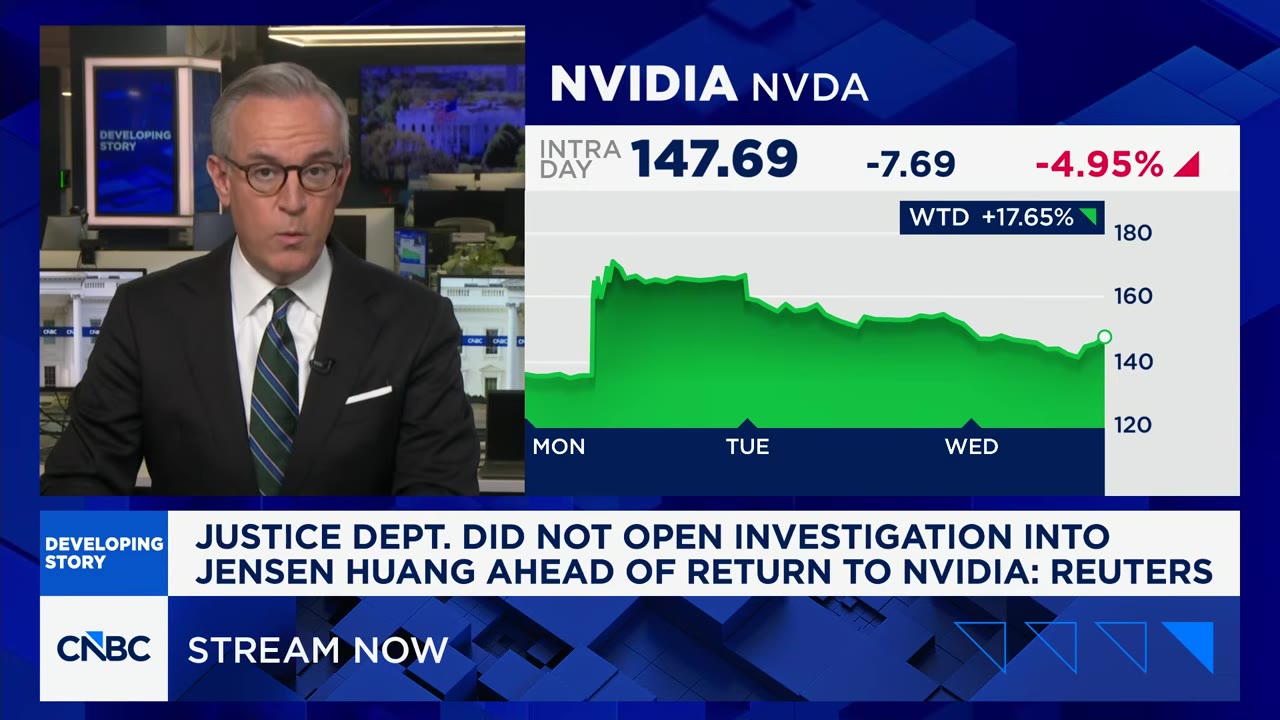 DEVELOPING
STORY
NVIDIA NVDA
INTRA
DAY
147.69
-7.69
-4.95%
WTD +17.65%
180
160
140
120
MON
TUE
WED
DEVELOPING
STORY
JUSTICE DEPT. DID NOT OPEN INVESTIGATION INTO
JENSEN HUANG AHEAD OF RETURN TO NVIDIA: REUTERS
CNBC
STREAM NOW